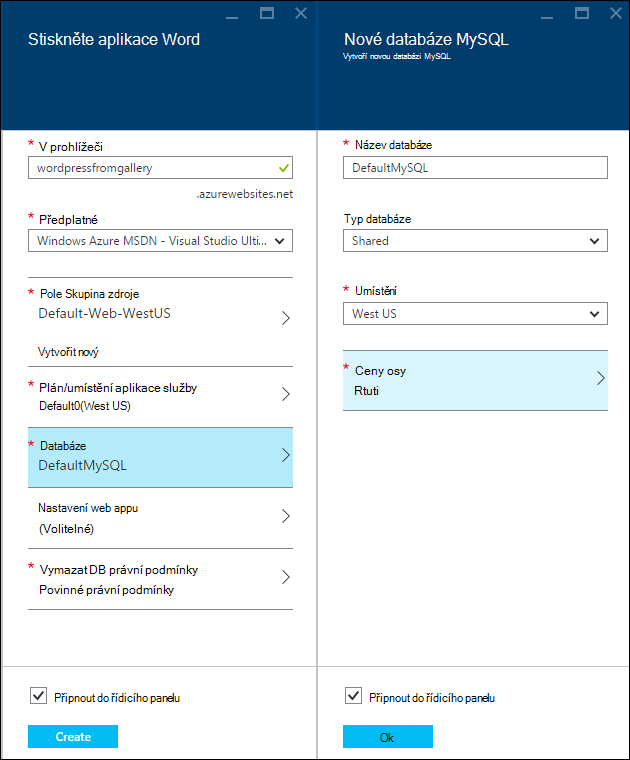 Stiskněte aplikace Word
* V prohlížeči
wordpressfromgallery
.azurewebsites.net
* Předplatné
Windows Azure MSDN - Visual Studio Ulti...
* Pole Skupina zdroje
Default-Web-WestUS
Vytvořit nový
* Plán/umístění aplikace služby
Default0(West US)
* Databáze
DefaultMySQL
Nastavení web appu
(Volitelné)
* Vymazat DB právní podmínky
Povinné právní podmínky
Připnout do řídicího panelu
Create
Nové databáze MySQL
Vytvoří novou databázi MySQL
* Název databáze
DefaultMySQL
Typ databáze
Shared
* Umístění
West US
* Ceny osy
Rtuti
Připnout do řídicího panelu
Ok